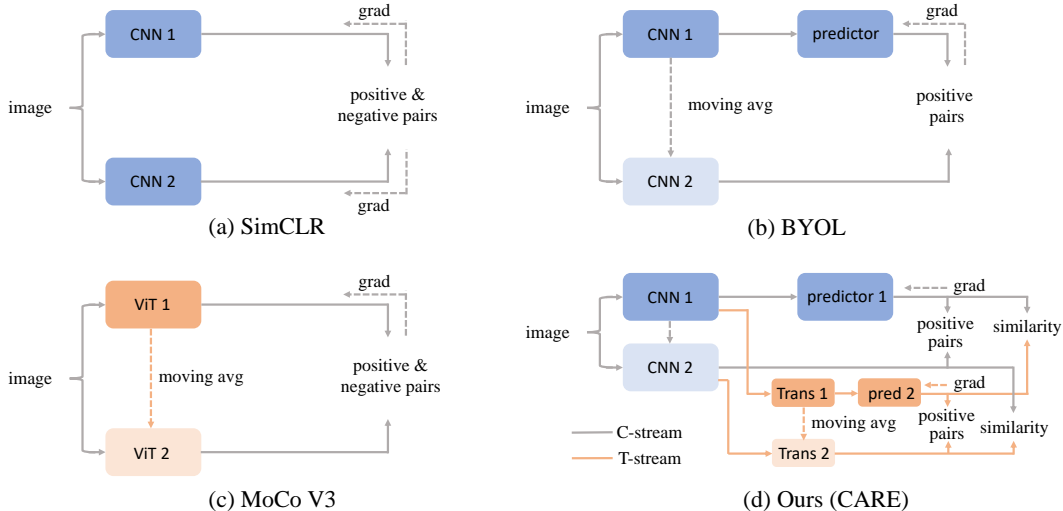 grad
CNN 1
image
positive &
negative pairs
CNN 2
grad
(a) SimCLR
grad
CNN 1
predictor
image
moving avg
positive
pairs
CNN 2
(b) BYOL
grad
ViT 1
image
moving avg
positive &
negative pairs
ViT 2
(c) MoCo V3
grad
CNN 1
predictor 1
image
positive
pairs
similarity
CNN 2
grad
Trans 1
pred 2
moving avg
positive
pairs
similarity
Trans 2
C-stream
T-stream
(d) Ours (CARE)